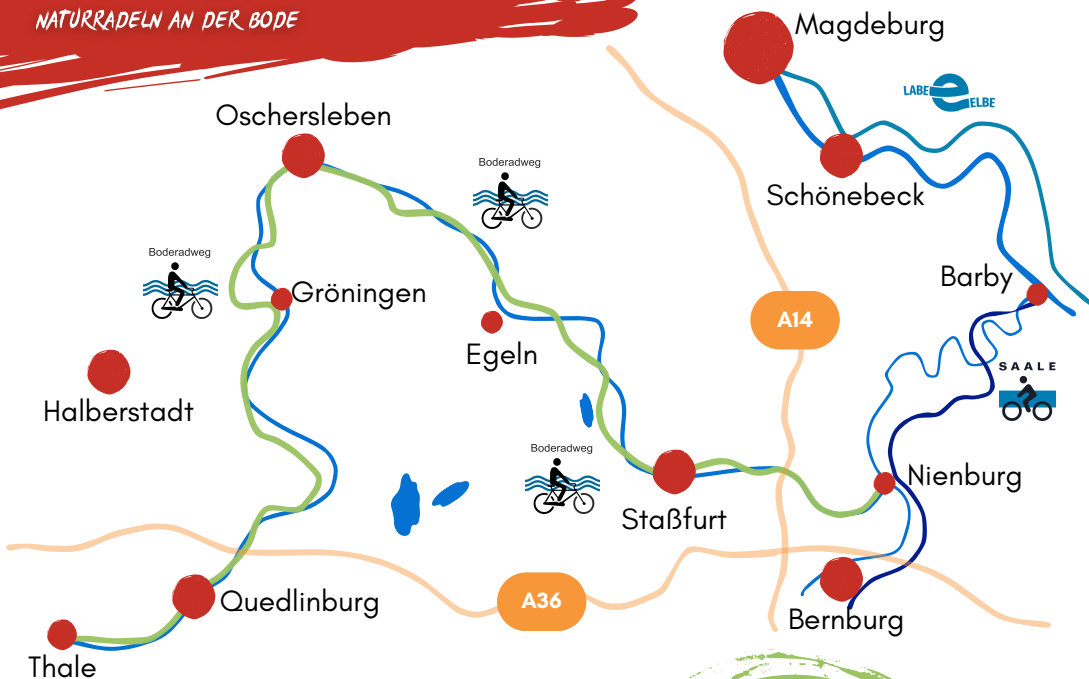 NATURRADELN AN DER BODE
Magdeburg
LABE
ELBE
Oschersleben
Boderadweg
Schönebeck
Boderadweg
Barby
Gröningen
A14
Egeln
SAALE
Halberstadt
Boderadweg
Nienburg
Staßfurt
A36
Quedlinburg
Bernburg
Thale